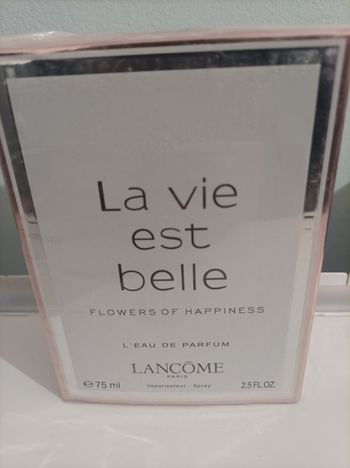 La vie
est
belle
FLOWERS OF HAPPINESS
L'EAU DE PARFUM
LANCÔME
PARIS
℮ 75 ml Vaporisateur - Spray 2.5 FL.OZ.